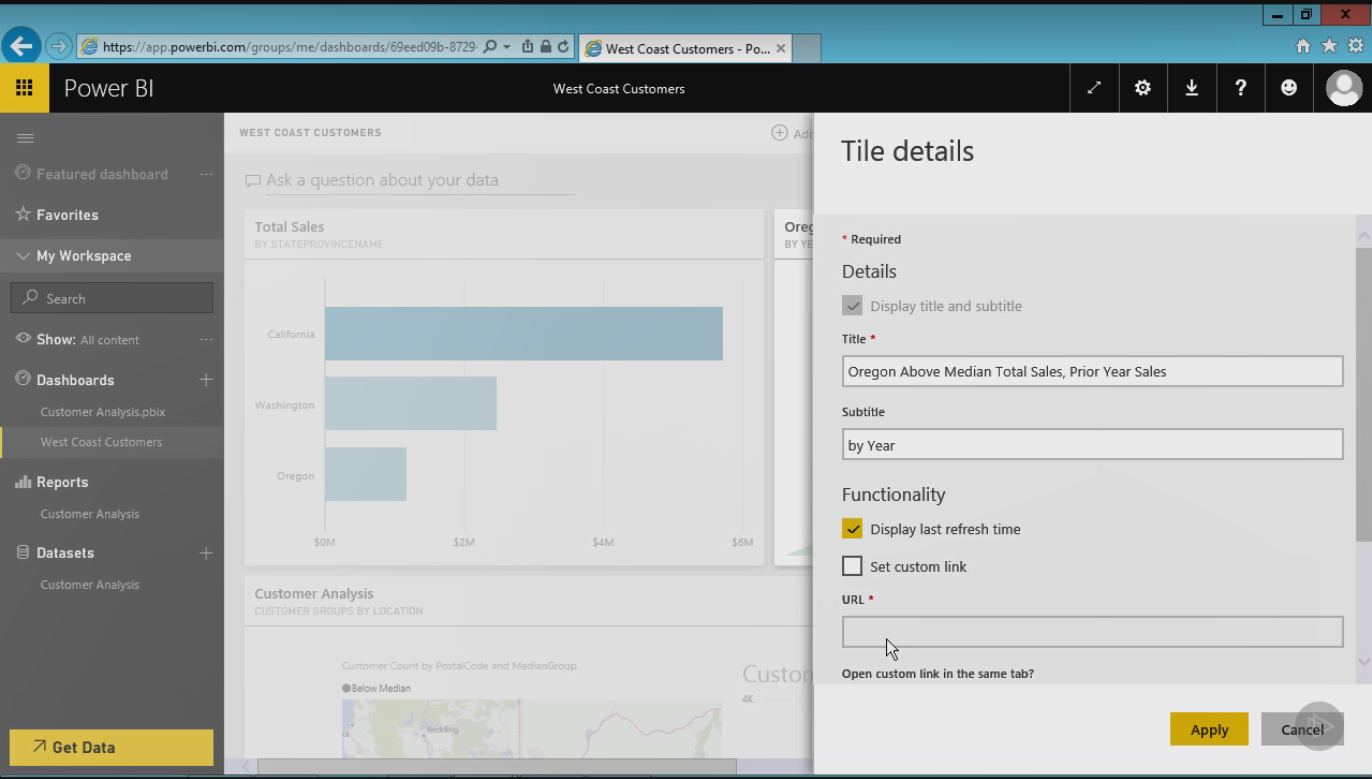 https://app.powerbi.com/groups/me/dashboards/69eed09b-8729-
West Coast Customers - Po...
Power BI
West Coast Customers
Featured dashboard
Favorites
My Workspace
Search
Show: All content
Dashboards
Customer Analysis.pbix
West Coast Customers
Reports
Customer Analysis
Datasets
Customer Analysis
Get Data
WEST COAST CUSTOMERS
Add
Ask a question about your data
Total Sales
BY STATEPROVINCENAME
California
Washington
Oregon
$0M
$2M
$4M
$6M
Oreg
BY YE
Customer Analysis
CUSTOMER GROUPS BY LOCATION
Customer Count by PostalCode and MedianGroup
Below Median
Redding
Custom
4K
Tile details
* Required
Details
Display title and subtitle
Title *
Oregon Above Median Total Sales, Prior Year Sales
Subtitle
by Year
Functionality
Display last refresh time
Set custom link
URL *
Open custom link in the same tab?
Apply
Cancel